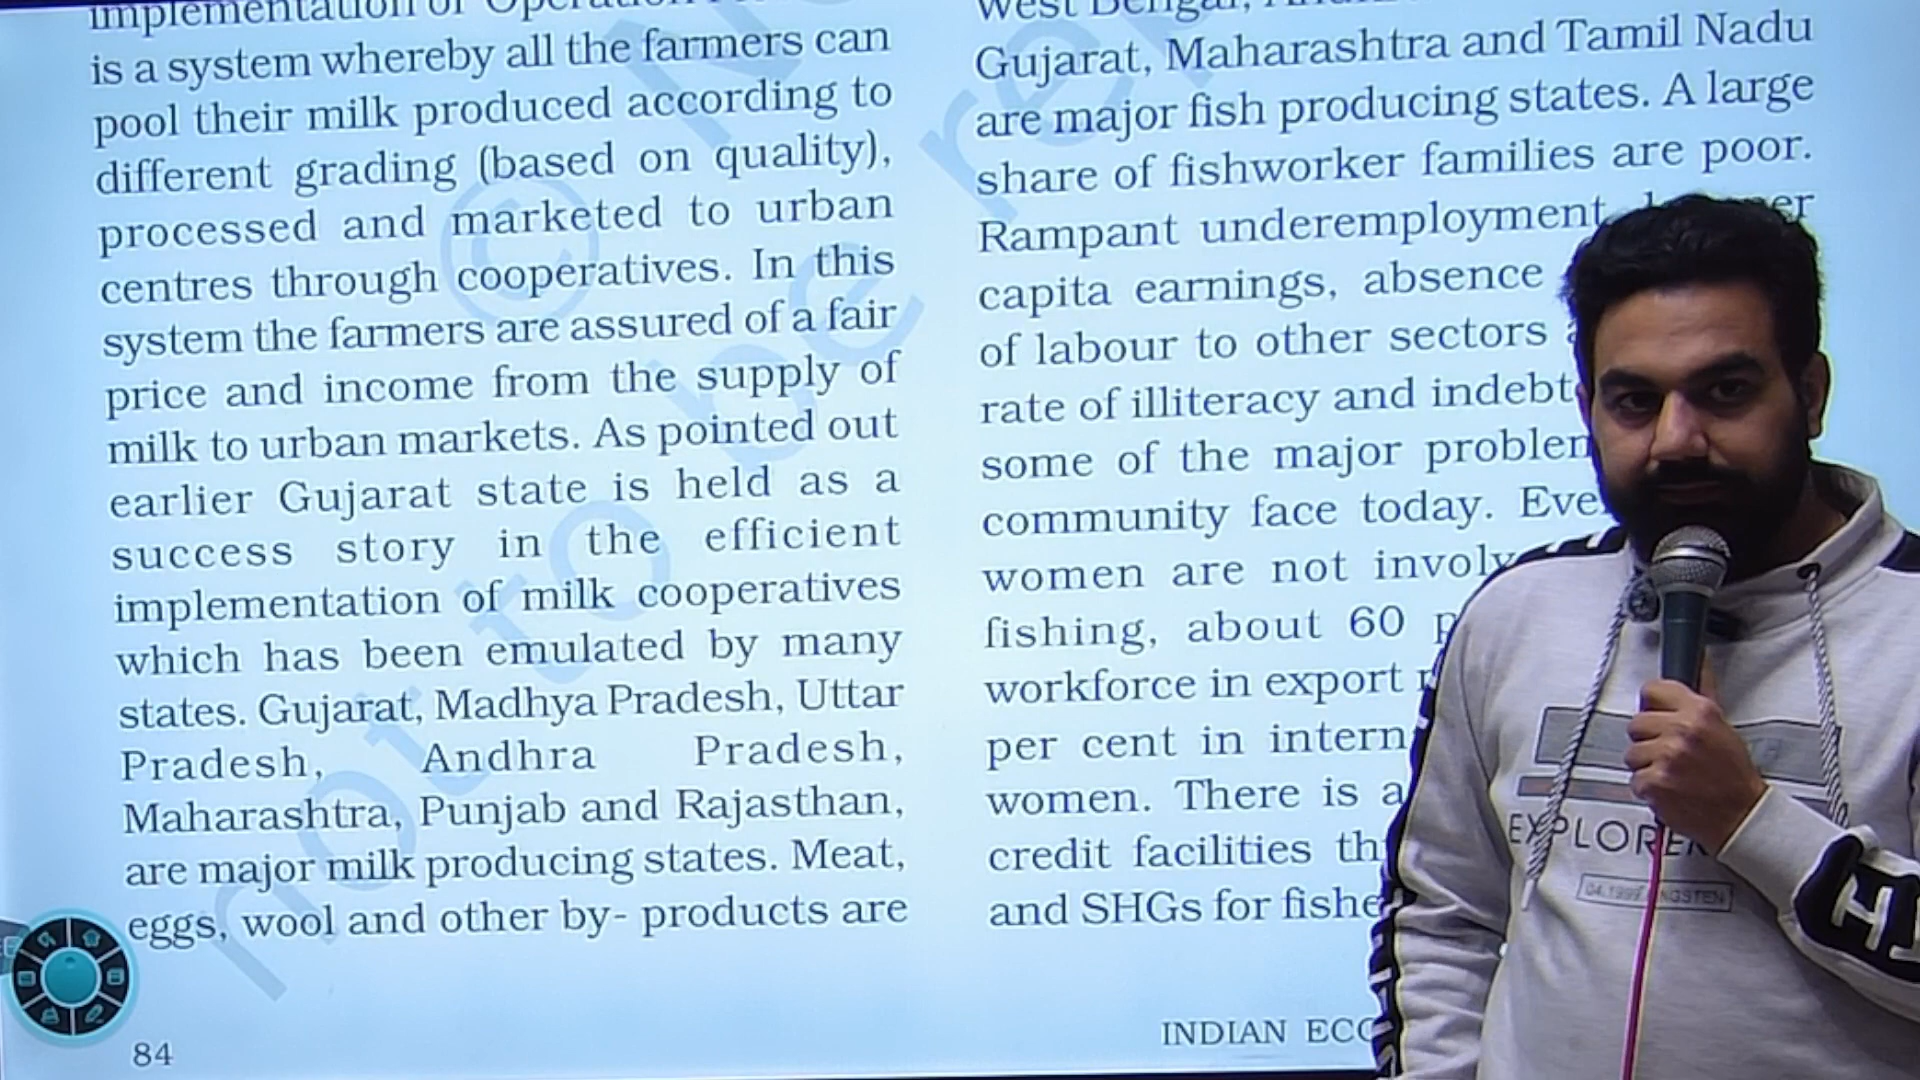 is a system whereby all the farmers can
pool their milk produced according to
different grading (based on quality),
processed and marketed to urban
centres through cooperatives. In this
system the farmers are assured of a fair
price and income from the supply of
milk to urban markets. As pointed out
earlier Gujarat state is held as a
success story in the efficient
implementation of milk cooperatives
which has been emulated by many
states. Gujarat, Madhya Pradesh, Uttar
Pradesh, Andhra Pradesh,
Maharashtra, Punjab and Rajasthan,
are major milk producing states. Meat,
eggs, wool and other by- products are
84
West Bengal,
Gujarat, Maharashtra and Tamil Nadu
are major fish producing states. A large
share of fishworker families are poor.
Rampant underemployment,
capita earnings, absence
of labour to other sectors
rate of illiteracy and
some of the major
community face today.
women are not
fishing, about 60
workforce in export
per cent in
women. There is a
credit facilities
and SHGs for
INDIAN
© not to be
EXPLORER